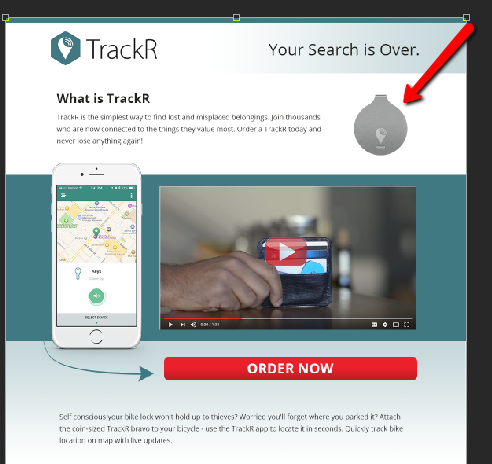 TrackR
Your Search is Over.
What is TrackR
TrackR is the simplest way to find lost and misplaced belongings. Join thousands
who are now connected to the things they value most. Order a TrackR today and
never lose anything again!!
Keys
ORDER NOW
Self conscious your bike lock won't hold up to thieves? Worried you'll forget where you parked it? Attach
the coin-sized TrackR bravo to your bicycle - use the TrackR app to locate it in seconds. Quickly track bike
location on map with live updates.